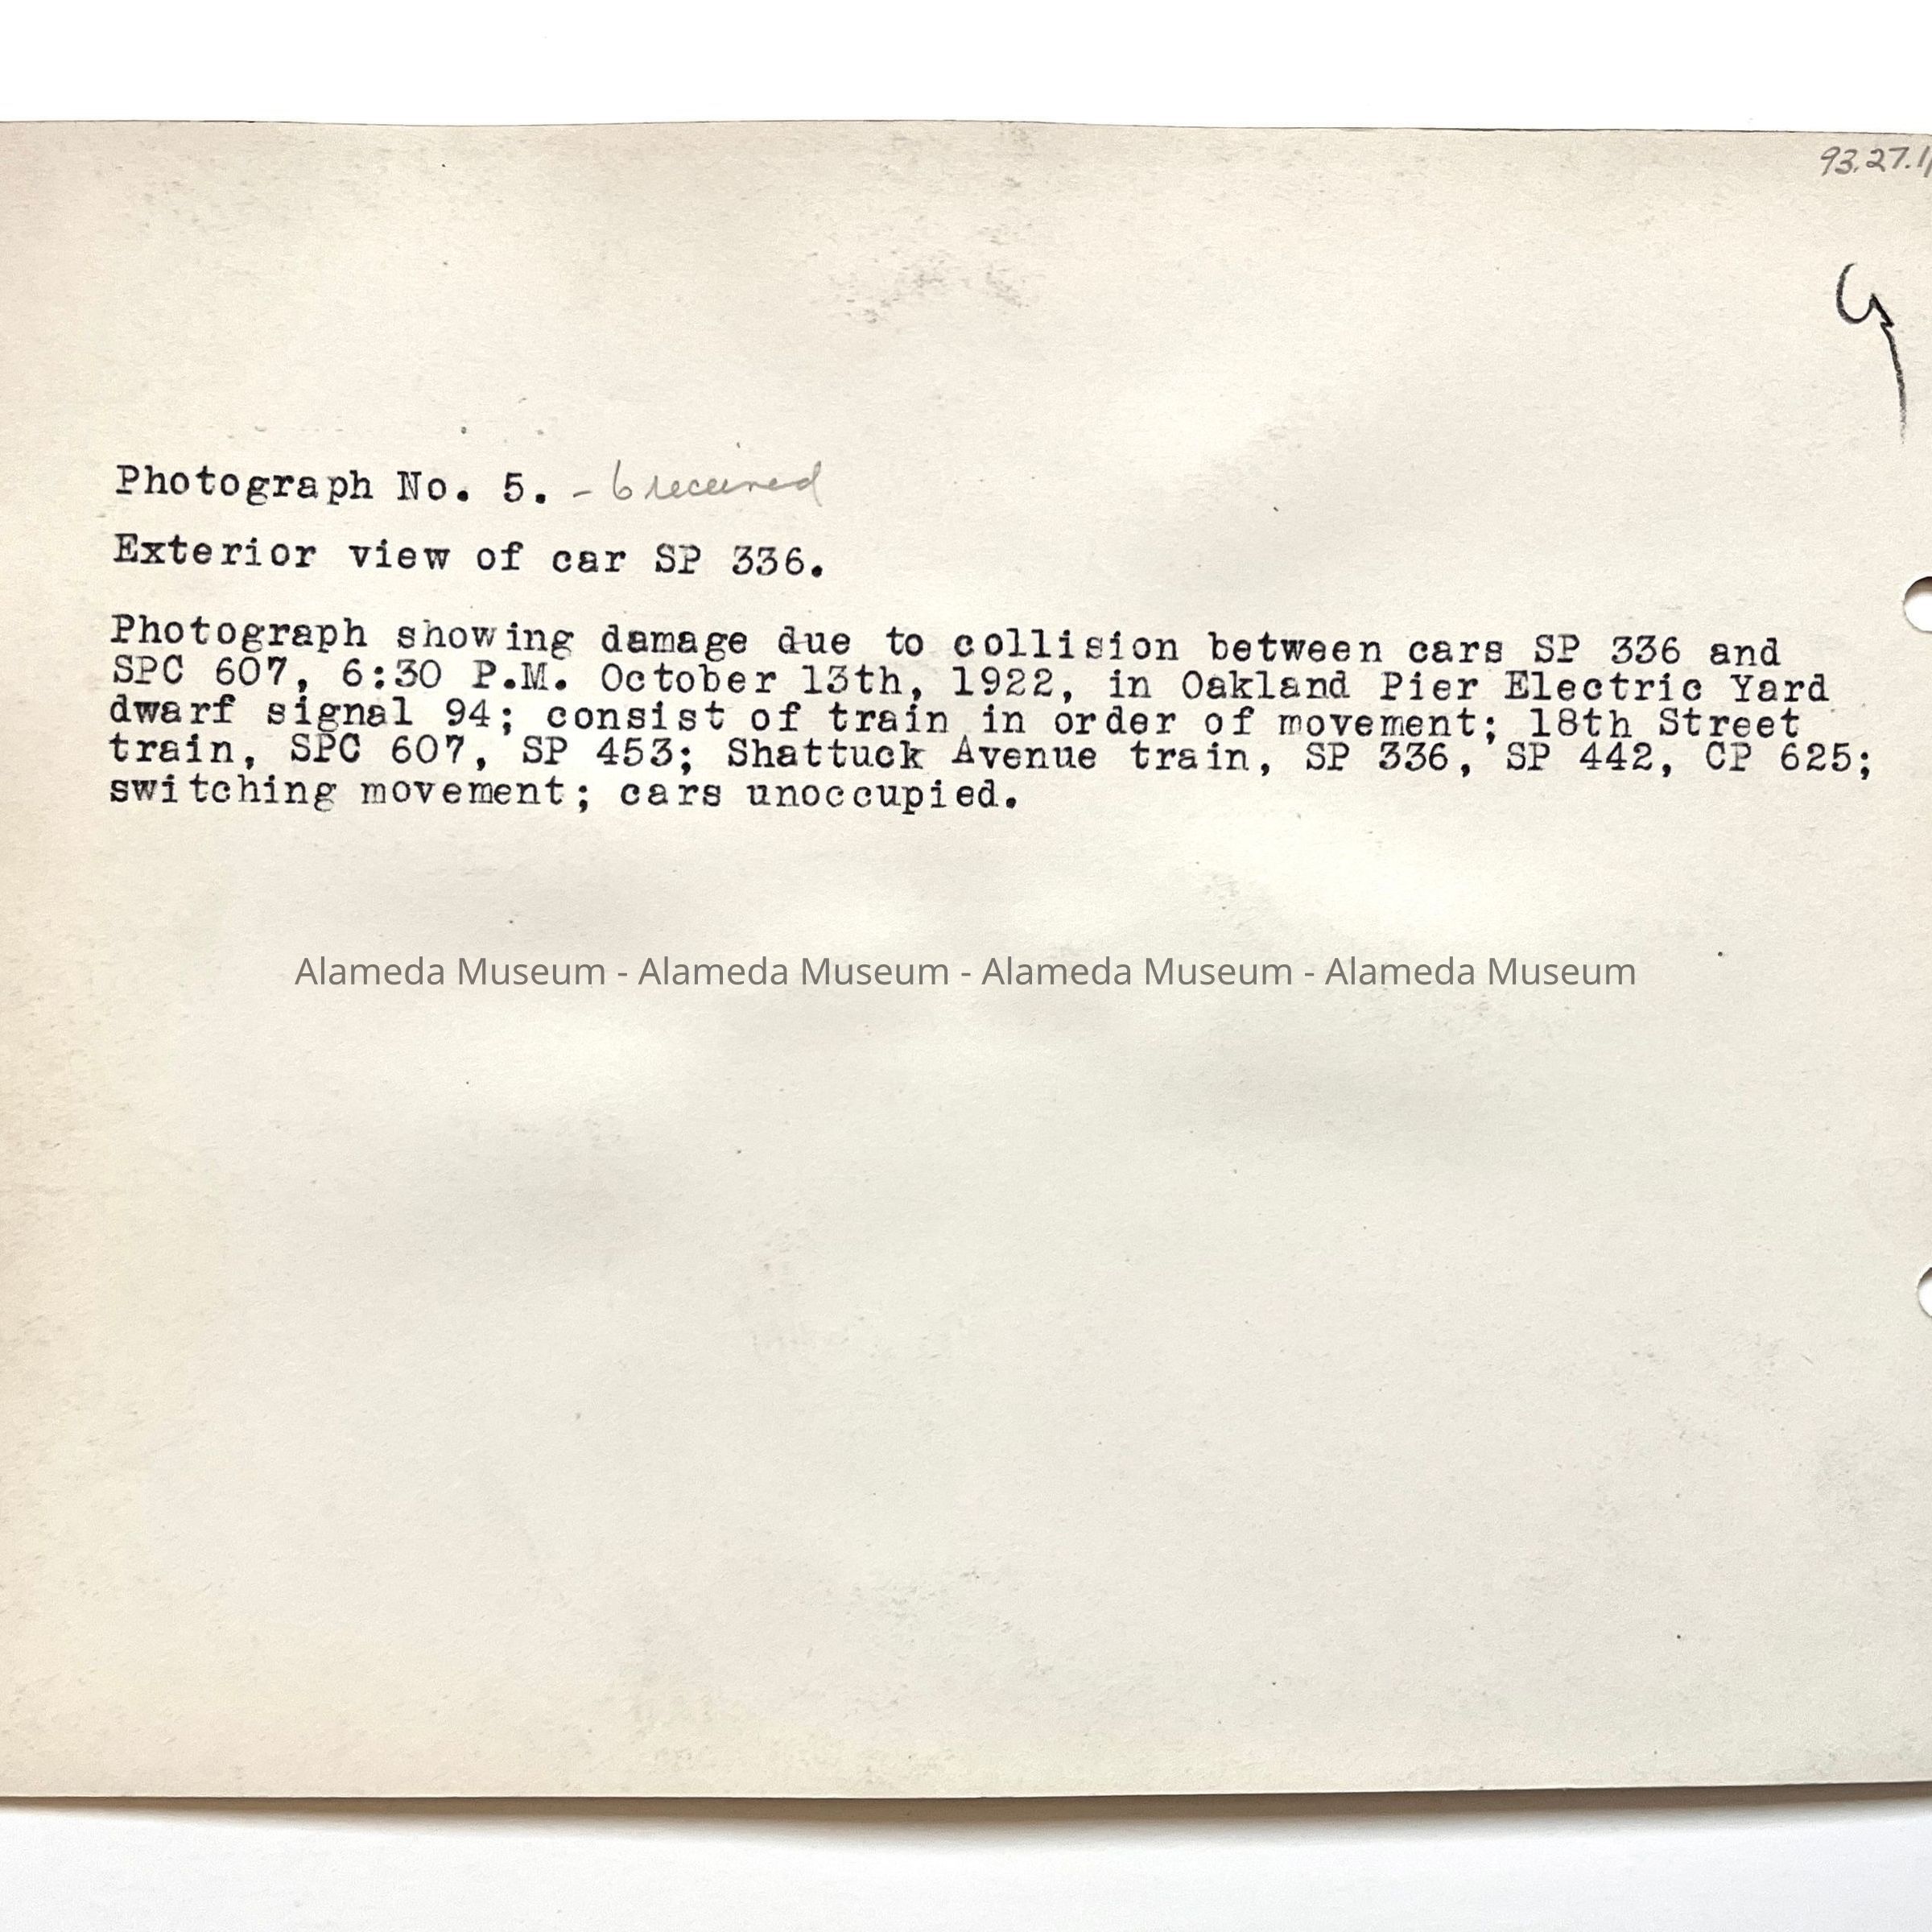 93.27.1
Photograph No. 5. - 6 received
Exterior view of car SP 336.
Photograph showing damage due to collision between cars SP 336 and
SPC 607, 6:30 P.M. October 13th, 1922, in Oakland Pier Electric Yard
dwarf signal 94; consist of train in order of movement; 18th Street
train, SPC 607, SP 453; Shattuck Avenue train, SP 336, SP 442, CP 625;
switching movement; cars unoccupied.
Alameda Museum - Alameda Museum - Alameda Museum - Alameda Museum